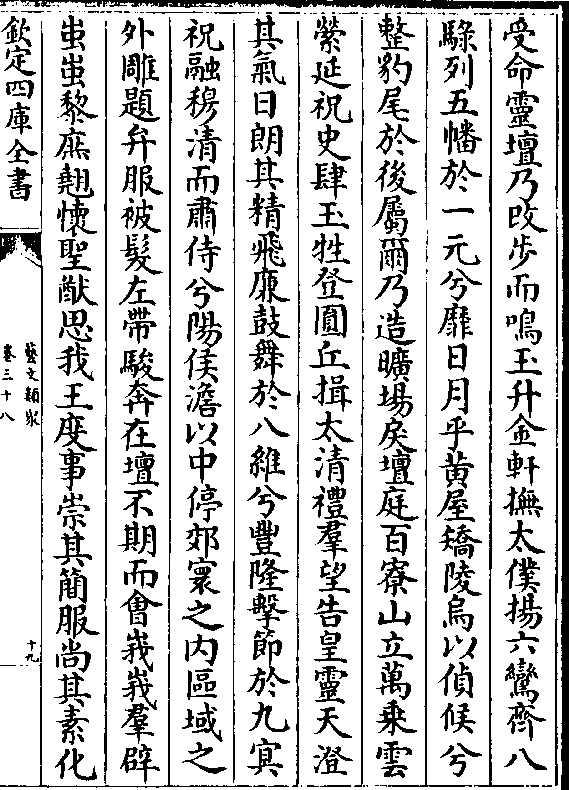 受命靈壇乃改步而鳴玉升金軒撫太僕揚六鸞齊八
騄列五幡於一元兮靡日月乎黃屋矯陵烏以偵候兮
整豹尾於後屬爾乃造曠場戾壇庭百寮山立萬乘雲
縈延祝史肆玉牲登圓丘揖太清禮羣望告皇靈天澄
其氣日朗其精飛廉鼓舞於八維兮豐隆擊節於九㝠
祝融穆清而肅侍兮陽侯澹以中停郊寰之内區域之
外雕題弁服被髮左帶駿奔在壇不期而會峩峩羣辟
蚩蚩黎庶翹懷聖猷思我王度事崇其簡服尚其素化
欽定四庫全書
藝文類聚
卷三十八
十九